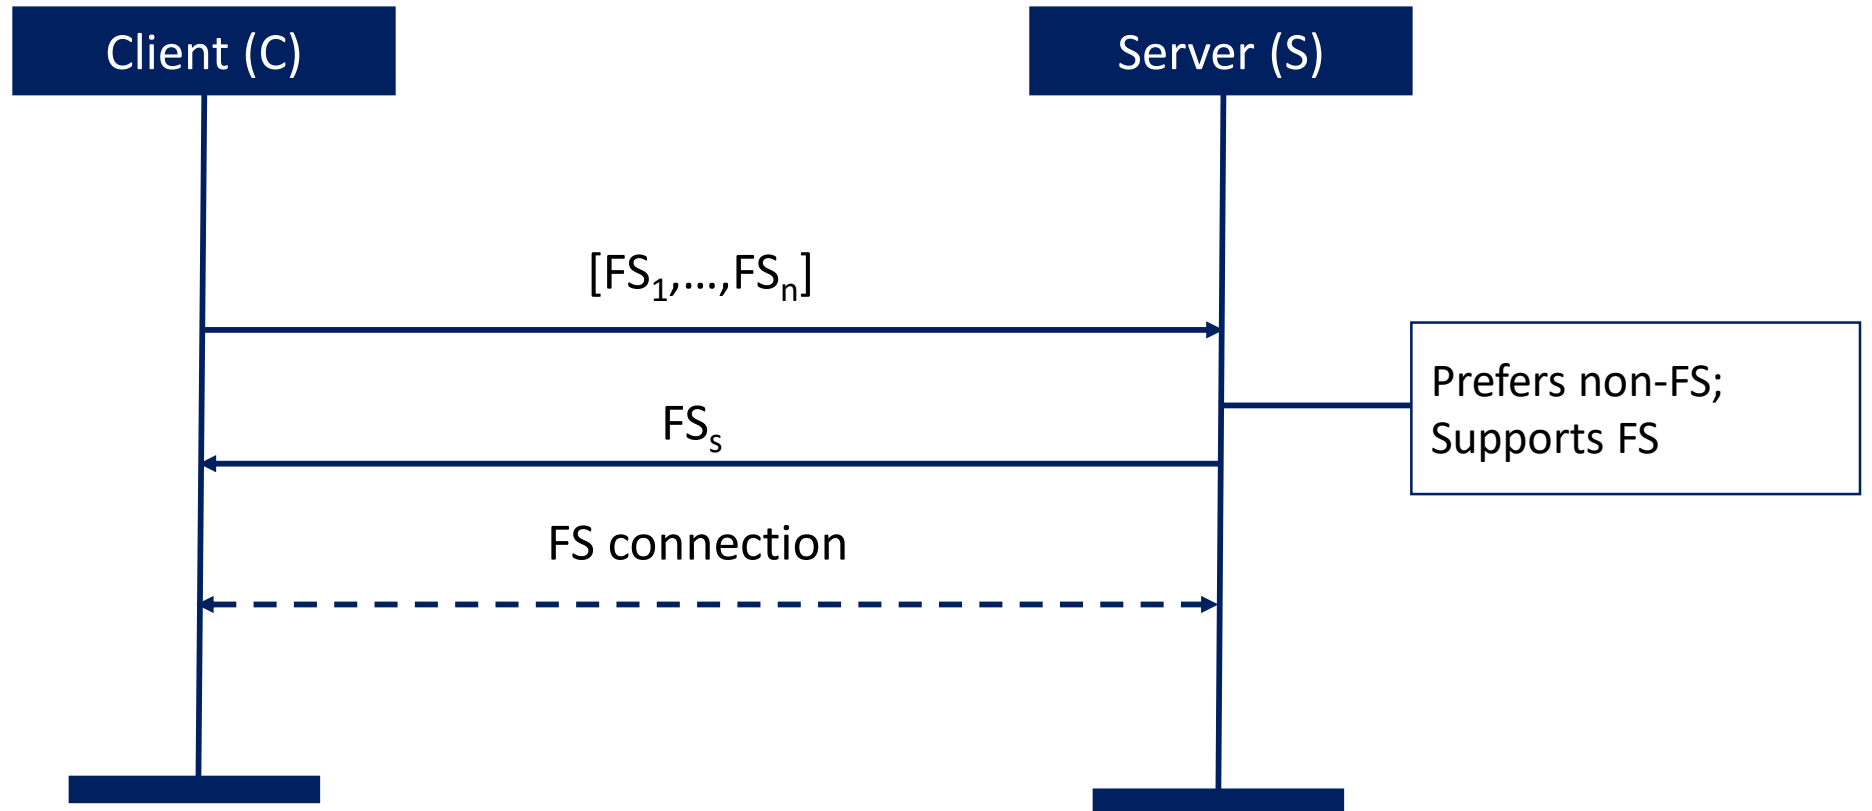 Client (C)
Server (S)
[FS₁,...,FSₙ]
Prefers non-FS;
Supports FS
FSₛ
FS connection